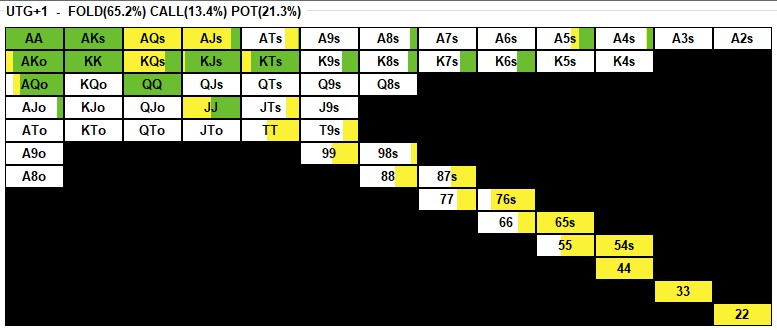 UTG+1 - FOLD(65.2%) CALL(13.4%) POT(21.3%)
AA AKs AQs AJs ATs A9s A8s A7s A6s A5s A4s A3s A2s
AKo KK KQs KJs KTs K9s K8s K7s K6s K5s K4s
AQo KQo QQ QJs QTs Q9s Q8s
AJo KJo QJo JJ JTs J9s
ATo KTo QTo JTo TT T9s
A9o 99 98s
A8o 88 87s
77 76s
66 65s
55 54s
44
33
22